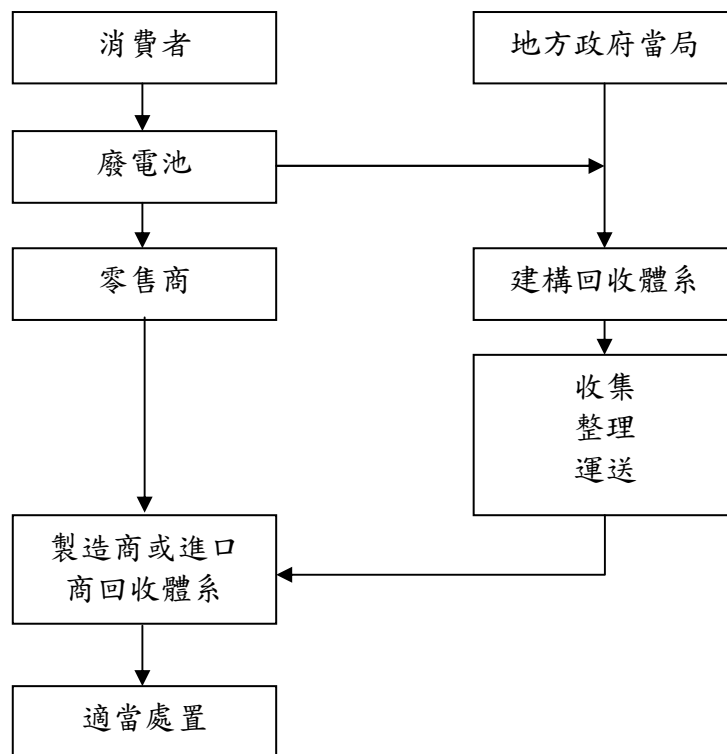 消費者
地方政府當局
廢電池
零售商
建構回收體系
收集
整理
運送
製造商或進口
商回收體系
適當處置